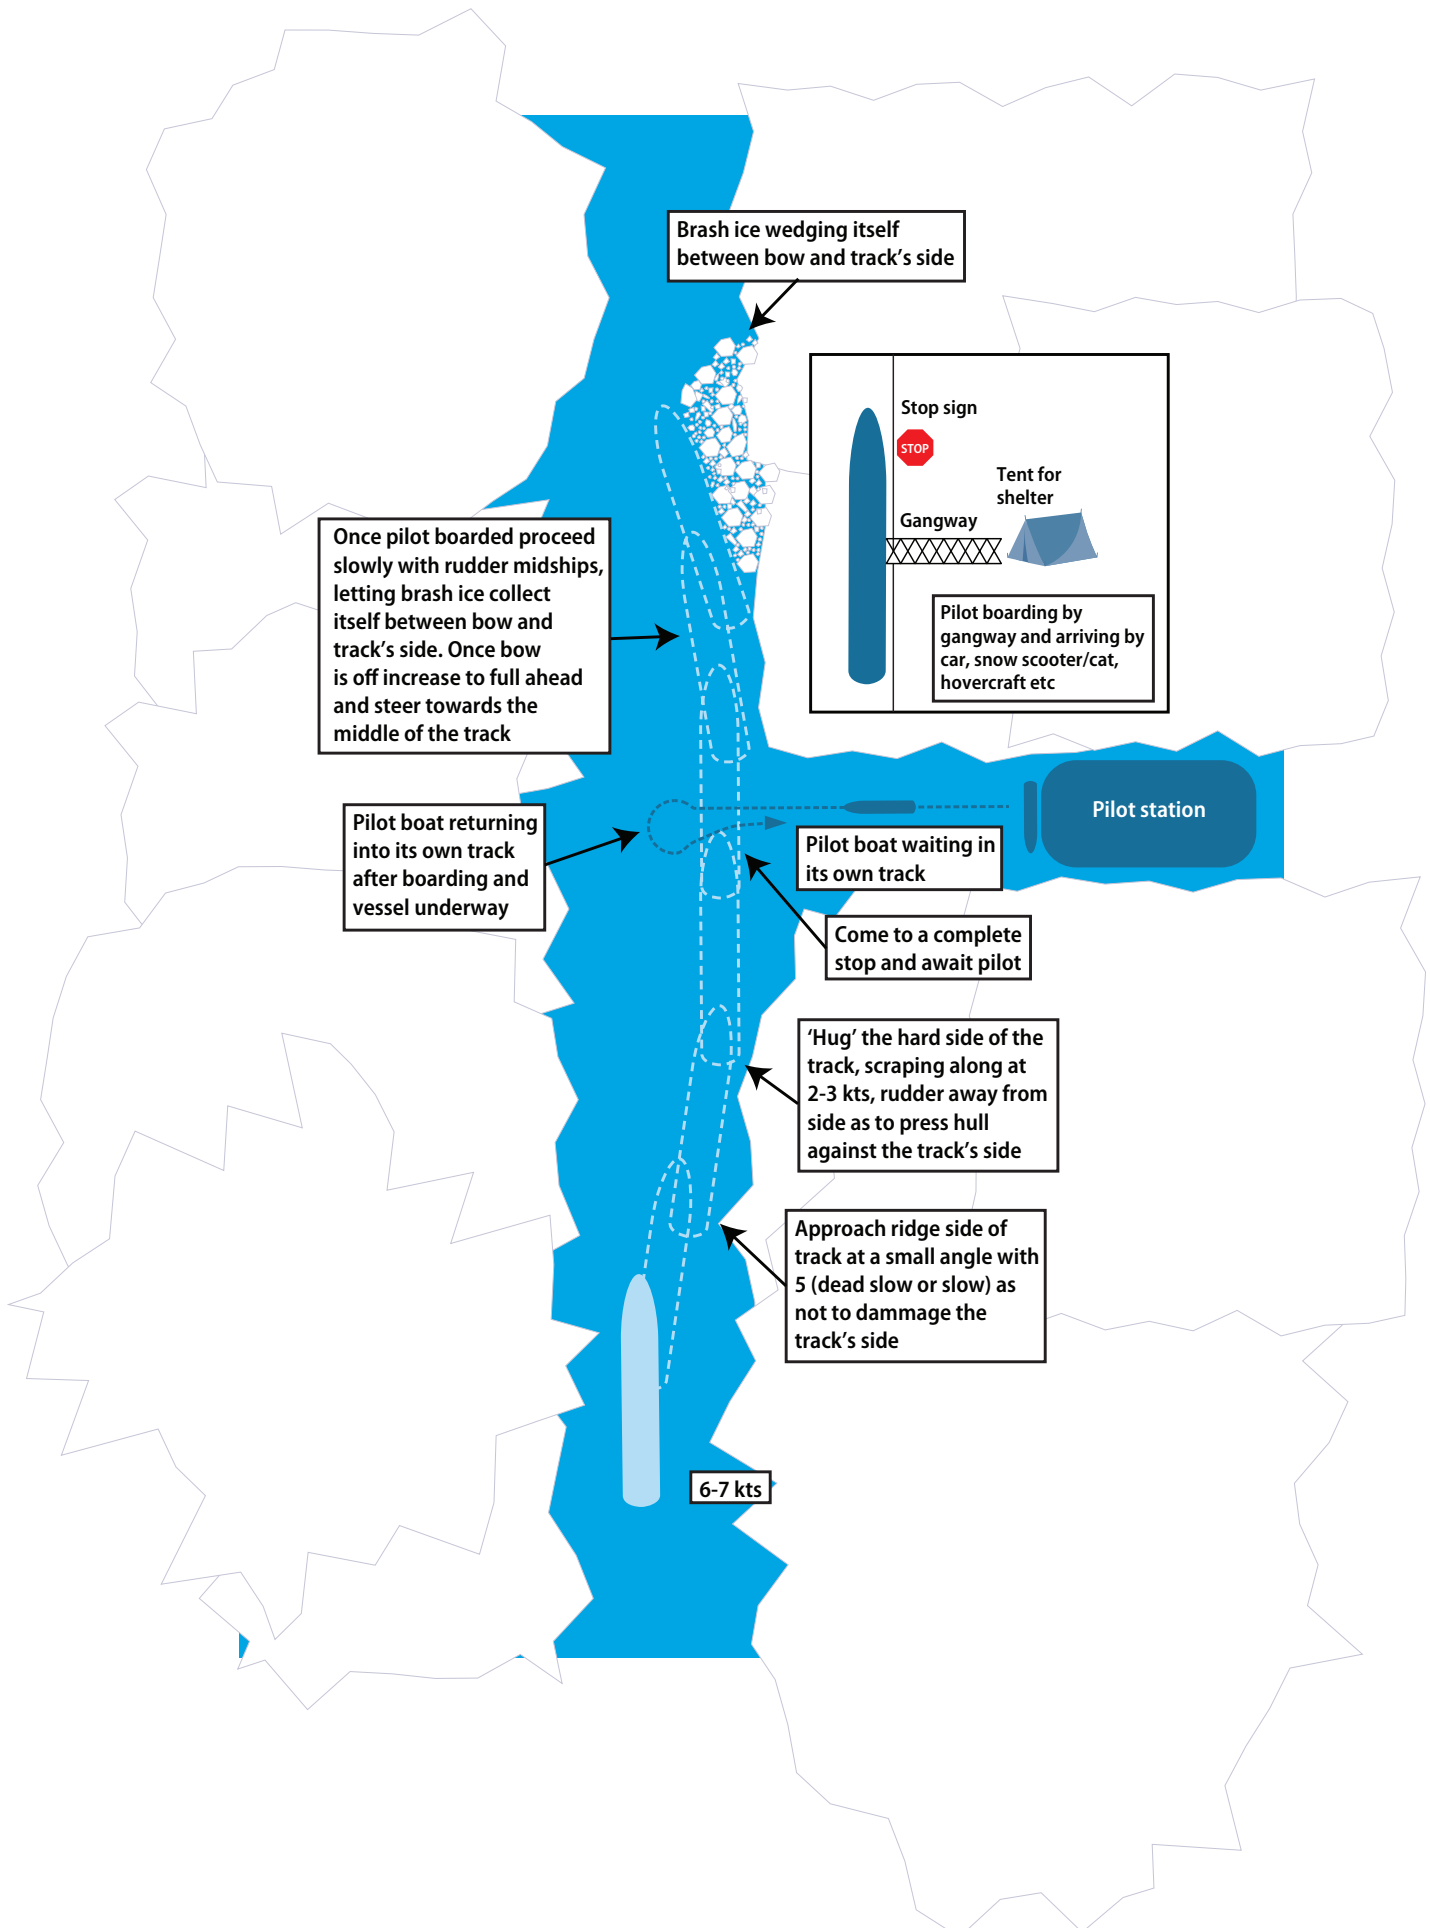 Brash ice wedging itself
between bow and track’s side
Stop sign
STOP
Tent for
shelter
Gangway
Pilot boarding by
gangway and arriving by
car, snow scooter/cat,
hovercraft etc
Once pilot boarded proceed
slowly with rudder midships,
letting brash ice collect
itself between bow and
track’s side. Once bow
is off increase to full ahead
and steer towards the
middle of the track
Pilot station
Pilot boat returning
into its own track
after boarding and
vessel underway
Pilot boat waiting in
its own track
Come to a complete
stop and await pilot
‘Hug’ the hard side of the
track, scraping along at
2-3 kts, rudder away from
side as to press hull
against the track’s side
Approach ridge side of
track at a small angle with
5 (dead slow or slow) as
not to dammage the
track’s side
6-7 kts